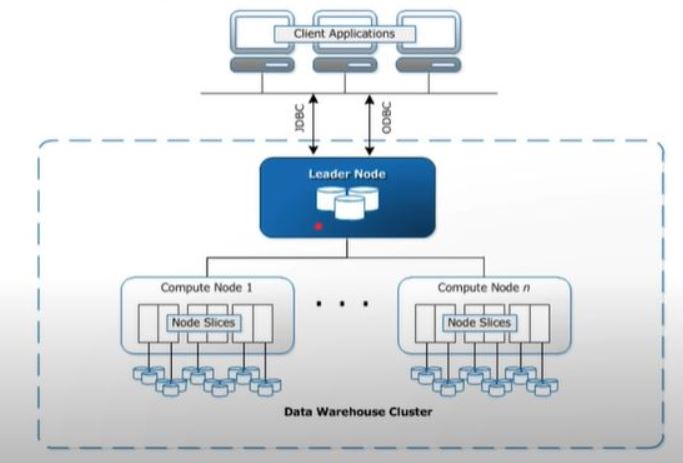 Client Applications
JDBC
ODBC
Leader Node
Compute Node 1
Compute Node n
. . .
Node Slices
Node Slices
Data Warehouse Cluster